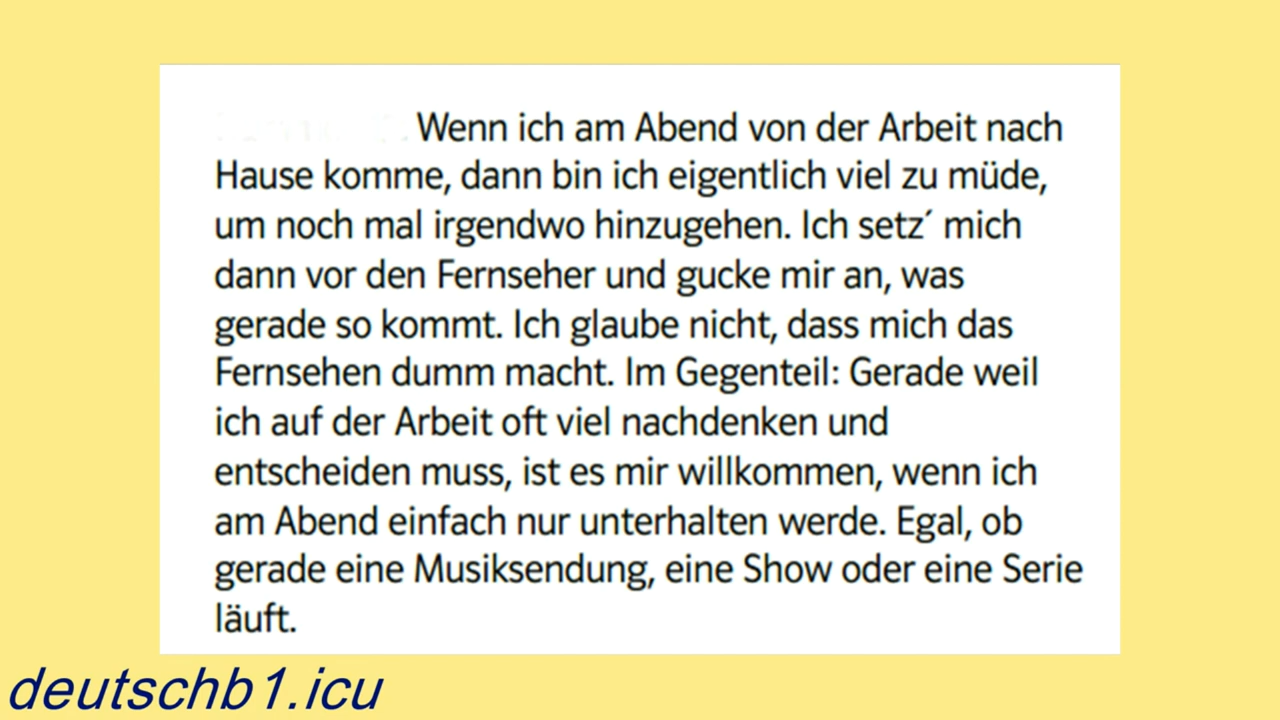 Wenn ich am Abend von der Arbeit nach
Hause komme, dann bin ich eigentlich viel zu müde,
um noch mal irgendwo hinzugehen. Ich setz´ mich
dann vor den Fernseher und gucke mir an, was
gerade so kommt. Ich glaube nicht, dass mich das
Fernsehen dumm macht. Im Gegenteil: Gerade weil
ich auf der Arbeit oft viel nachdenken und
entscheiden muss, ist es mir willkommen, wenn ich
am Abend einfach nur unterhalten werde. Egal, ob
gerade eine Musiksendung, eine Show oder eine Serie
läuft.
deutschb1.icu